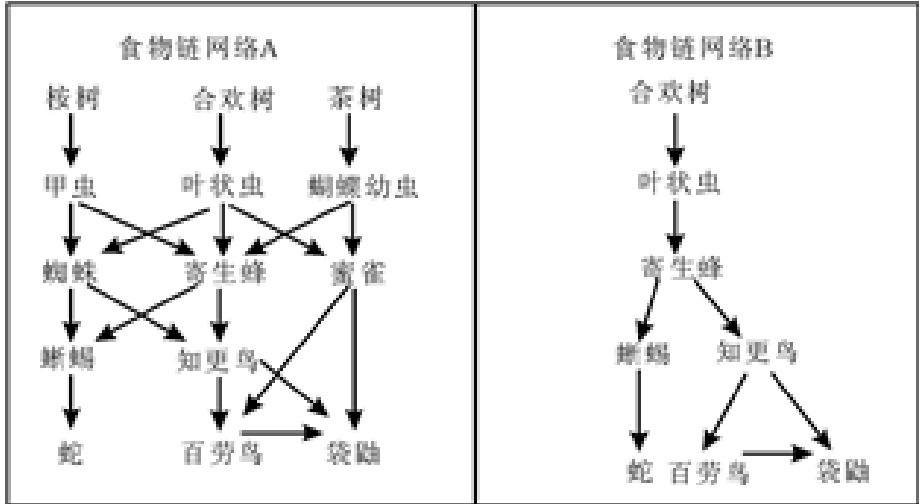 食物链网络A
桉树 合欢树 茶树
甲虫 叶状虫 蝴蝶幼虫
蜘蛛 寄生蜂 蜜雀
蜥蜴 知更鸟
蛇 百劳鸟 袋鼬
食物链网络B
合欢树
叶状虫
寄生蜂
蜥蜴 知更鸟
蛇 百劳鸟 袋鼬